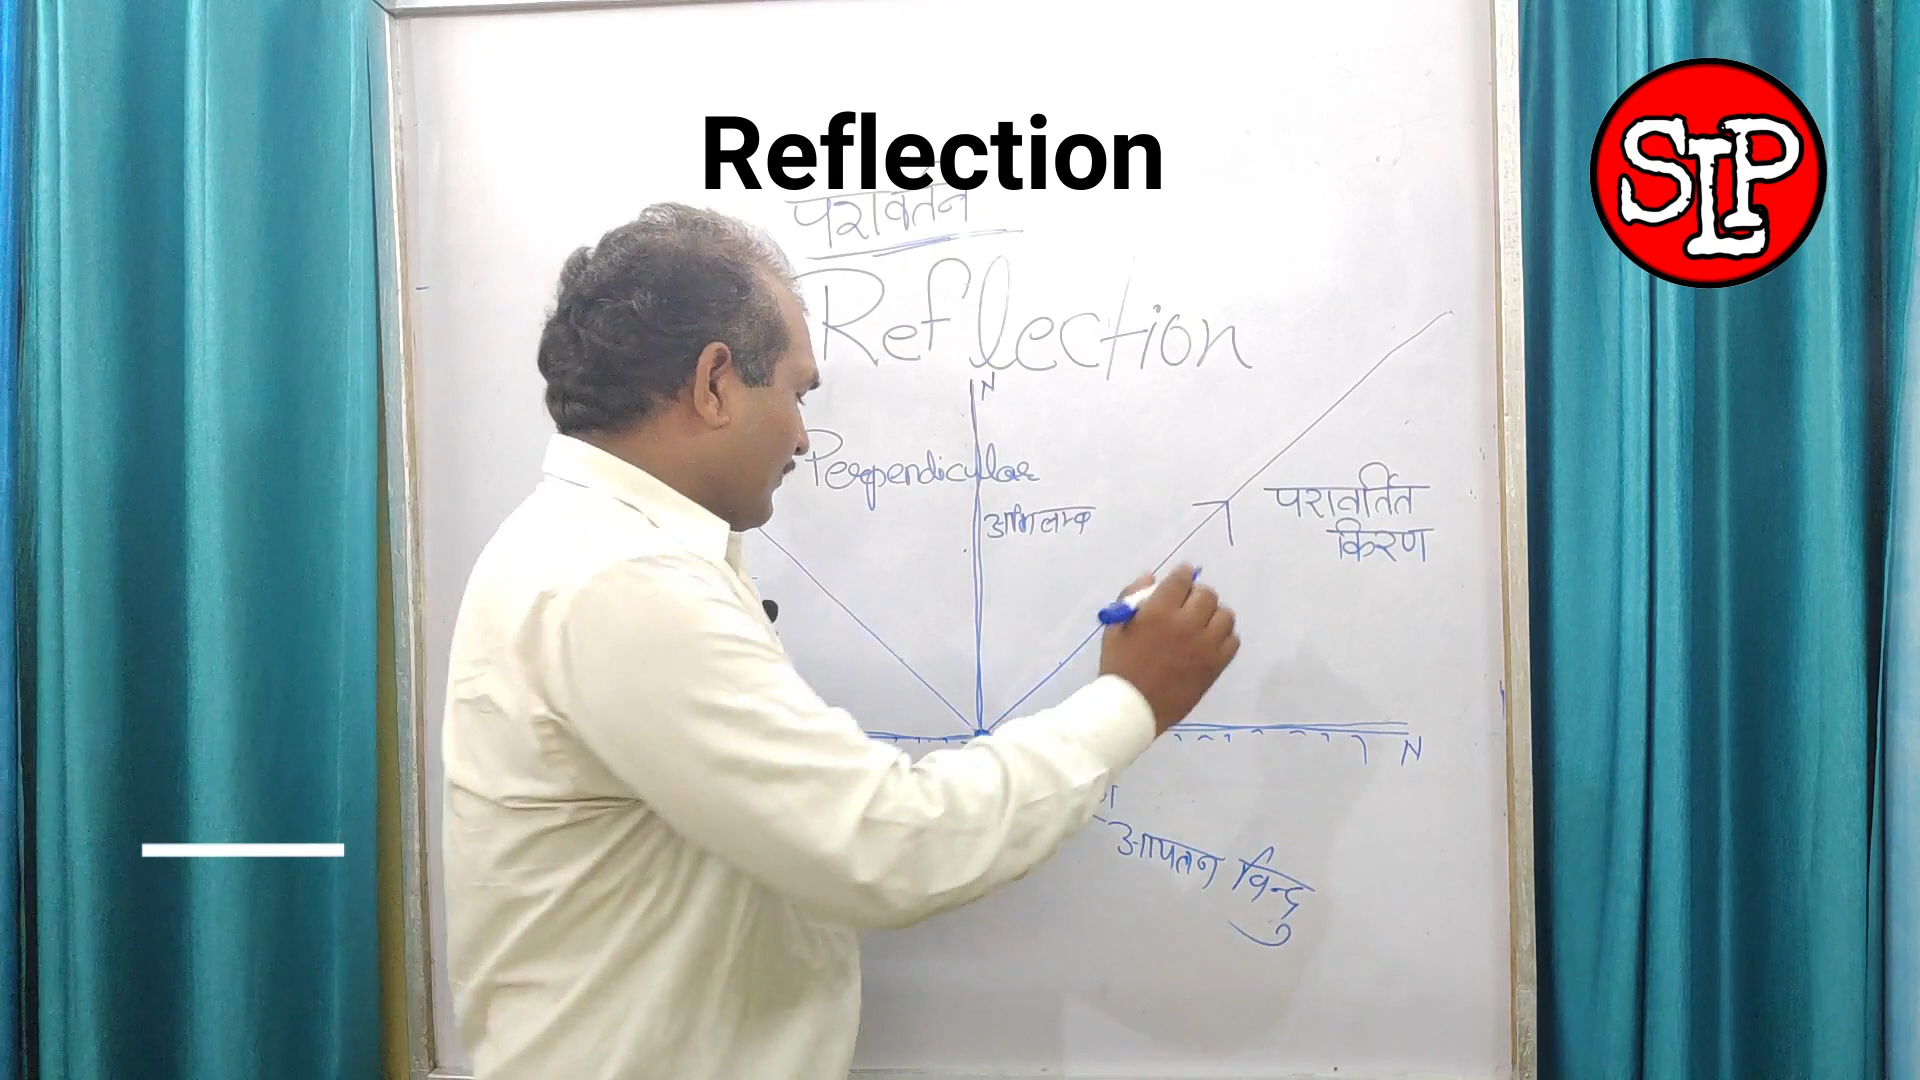 Reflection
SLP
परावर्तन
Reflection
N
Perpendicular
अभिलम्ब
परावर्तित
किरण
N
आपतन विन्दु